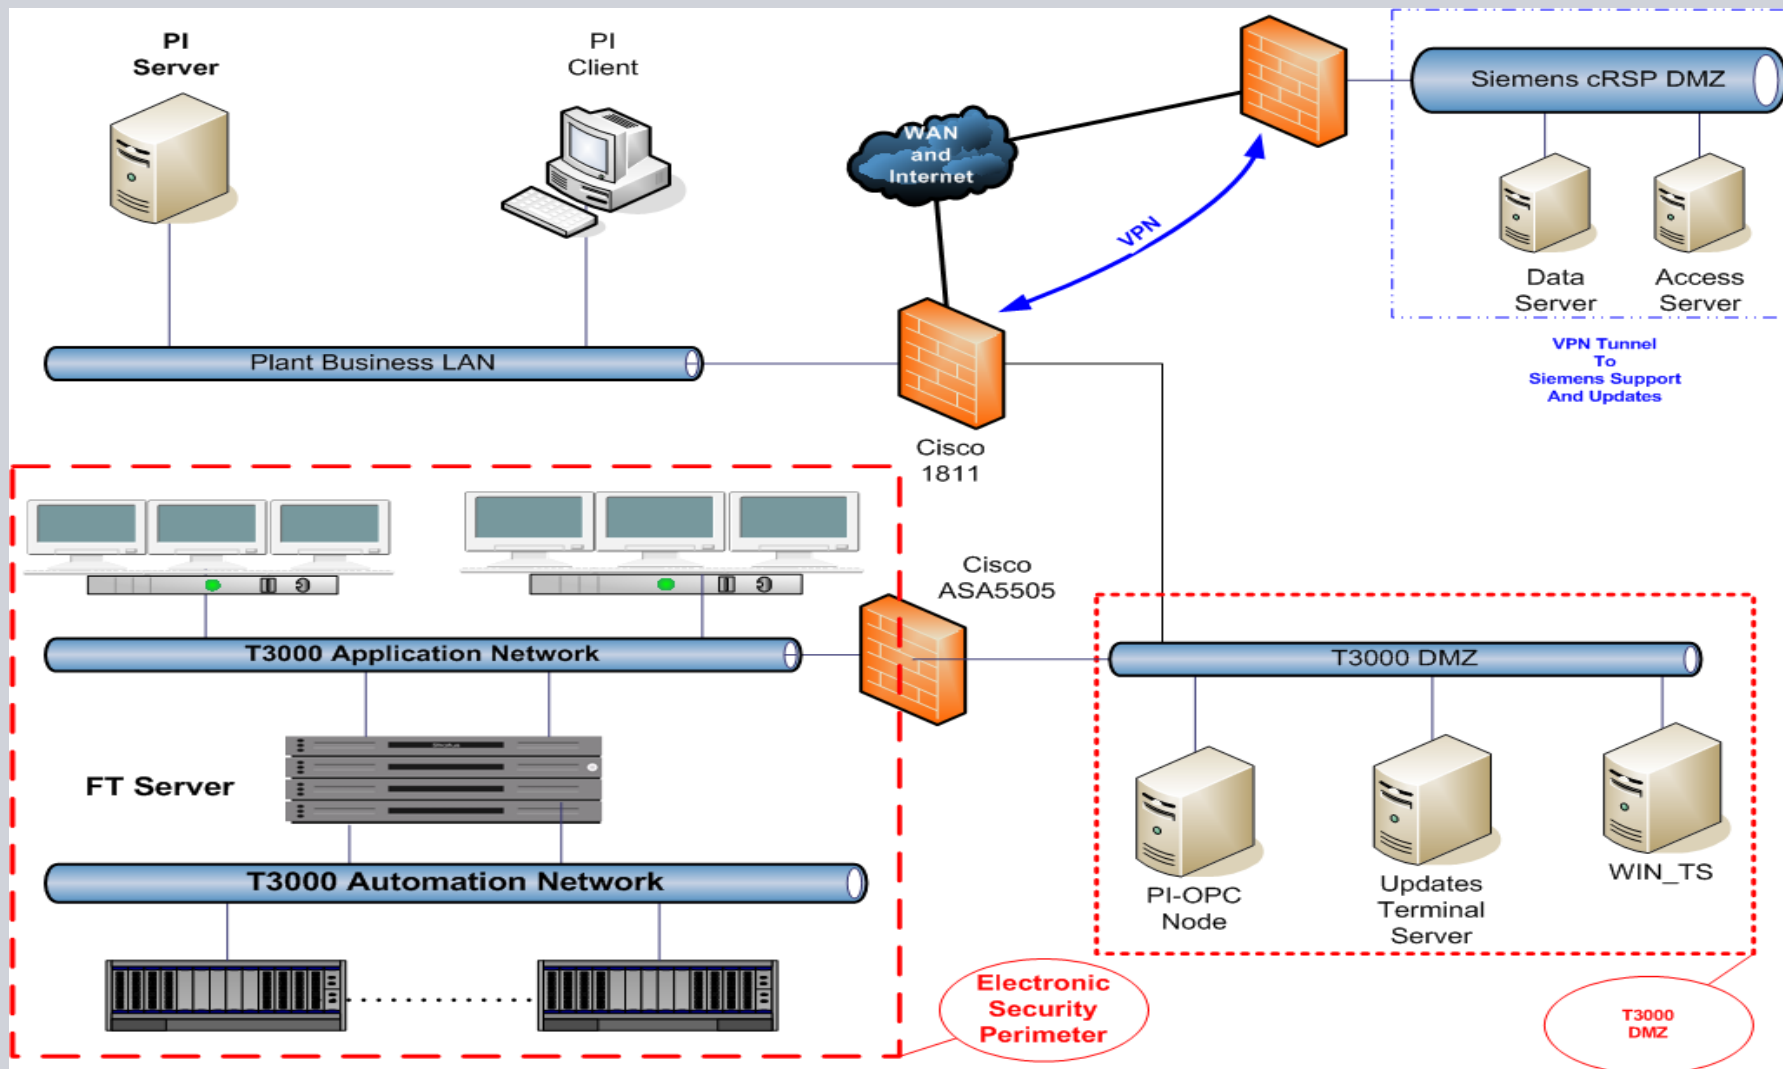 PI
Server
PI
Client
WAN
and
Internet
Siemens cRSP DMZ
VPN
Data
Server
Access
Server
VPN Tunnel
To
Siemens Support
And Updates
Plant Business LAN
Cisco
1811
Cisco
ASA5505
T3000 Application Network
T3000 DMZ
FT Server
T3000 Automation Network
PI-OPC
Node
Updates
Terminal
Server
WIN_TS
Electronic
Security
Perimeter
T3000
DMZ